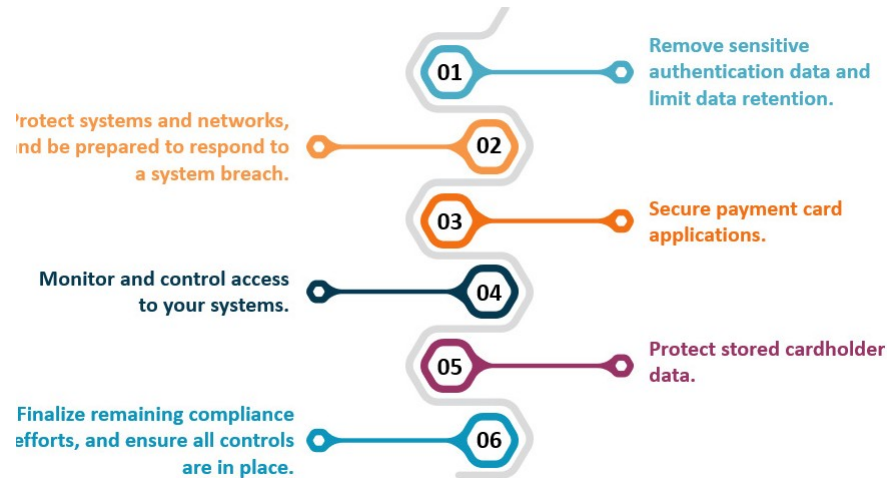 01
Remove sensitive
authentication data and
limit data retention.
Protect systems and networks,
and be prepared to respond to
a system breach.
02
03
Secure payment card
applications.
Monitor and control access
to your systems.
04
05
Protect stored cardholder
data.
Finalize remaining compliance
efforts, and ensure all controls
are in place.
06